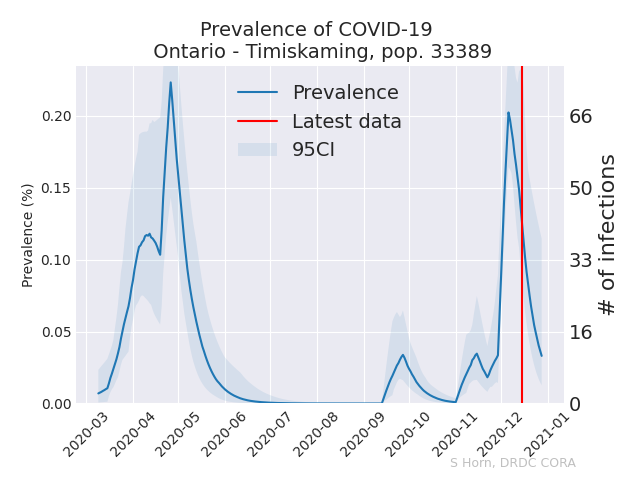 Prevalence of COVID-19
Ontario - Timiskaming, pop. 33389
Prevalence
Latest data
95CI
Prevalence (%)
0.20
0.15
0.10
0.05
0.00
# of infections
66
50
33
16
0
2020-03
2020-04
2020-05
2020-06
2020-07
2020-08
2020-09
2020-10
2020-11
2020-12
2021-01
S Horn, DRDC CORA